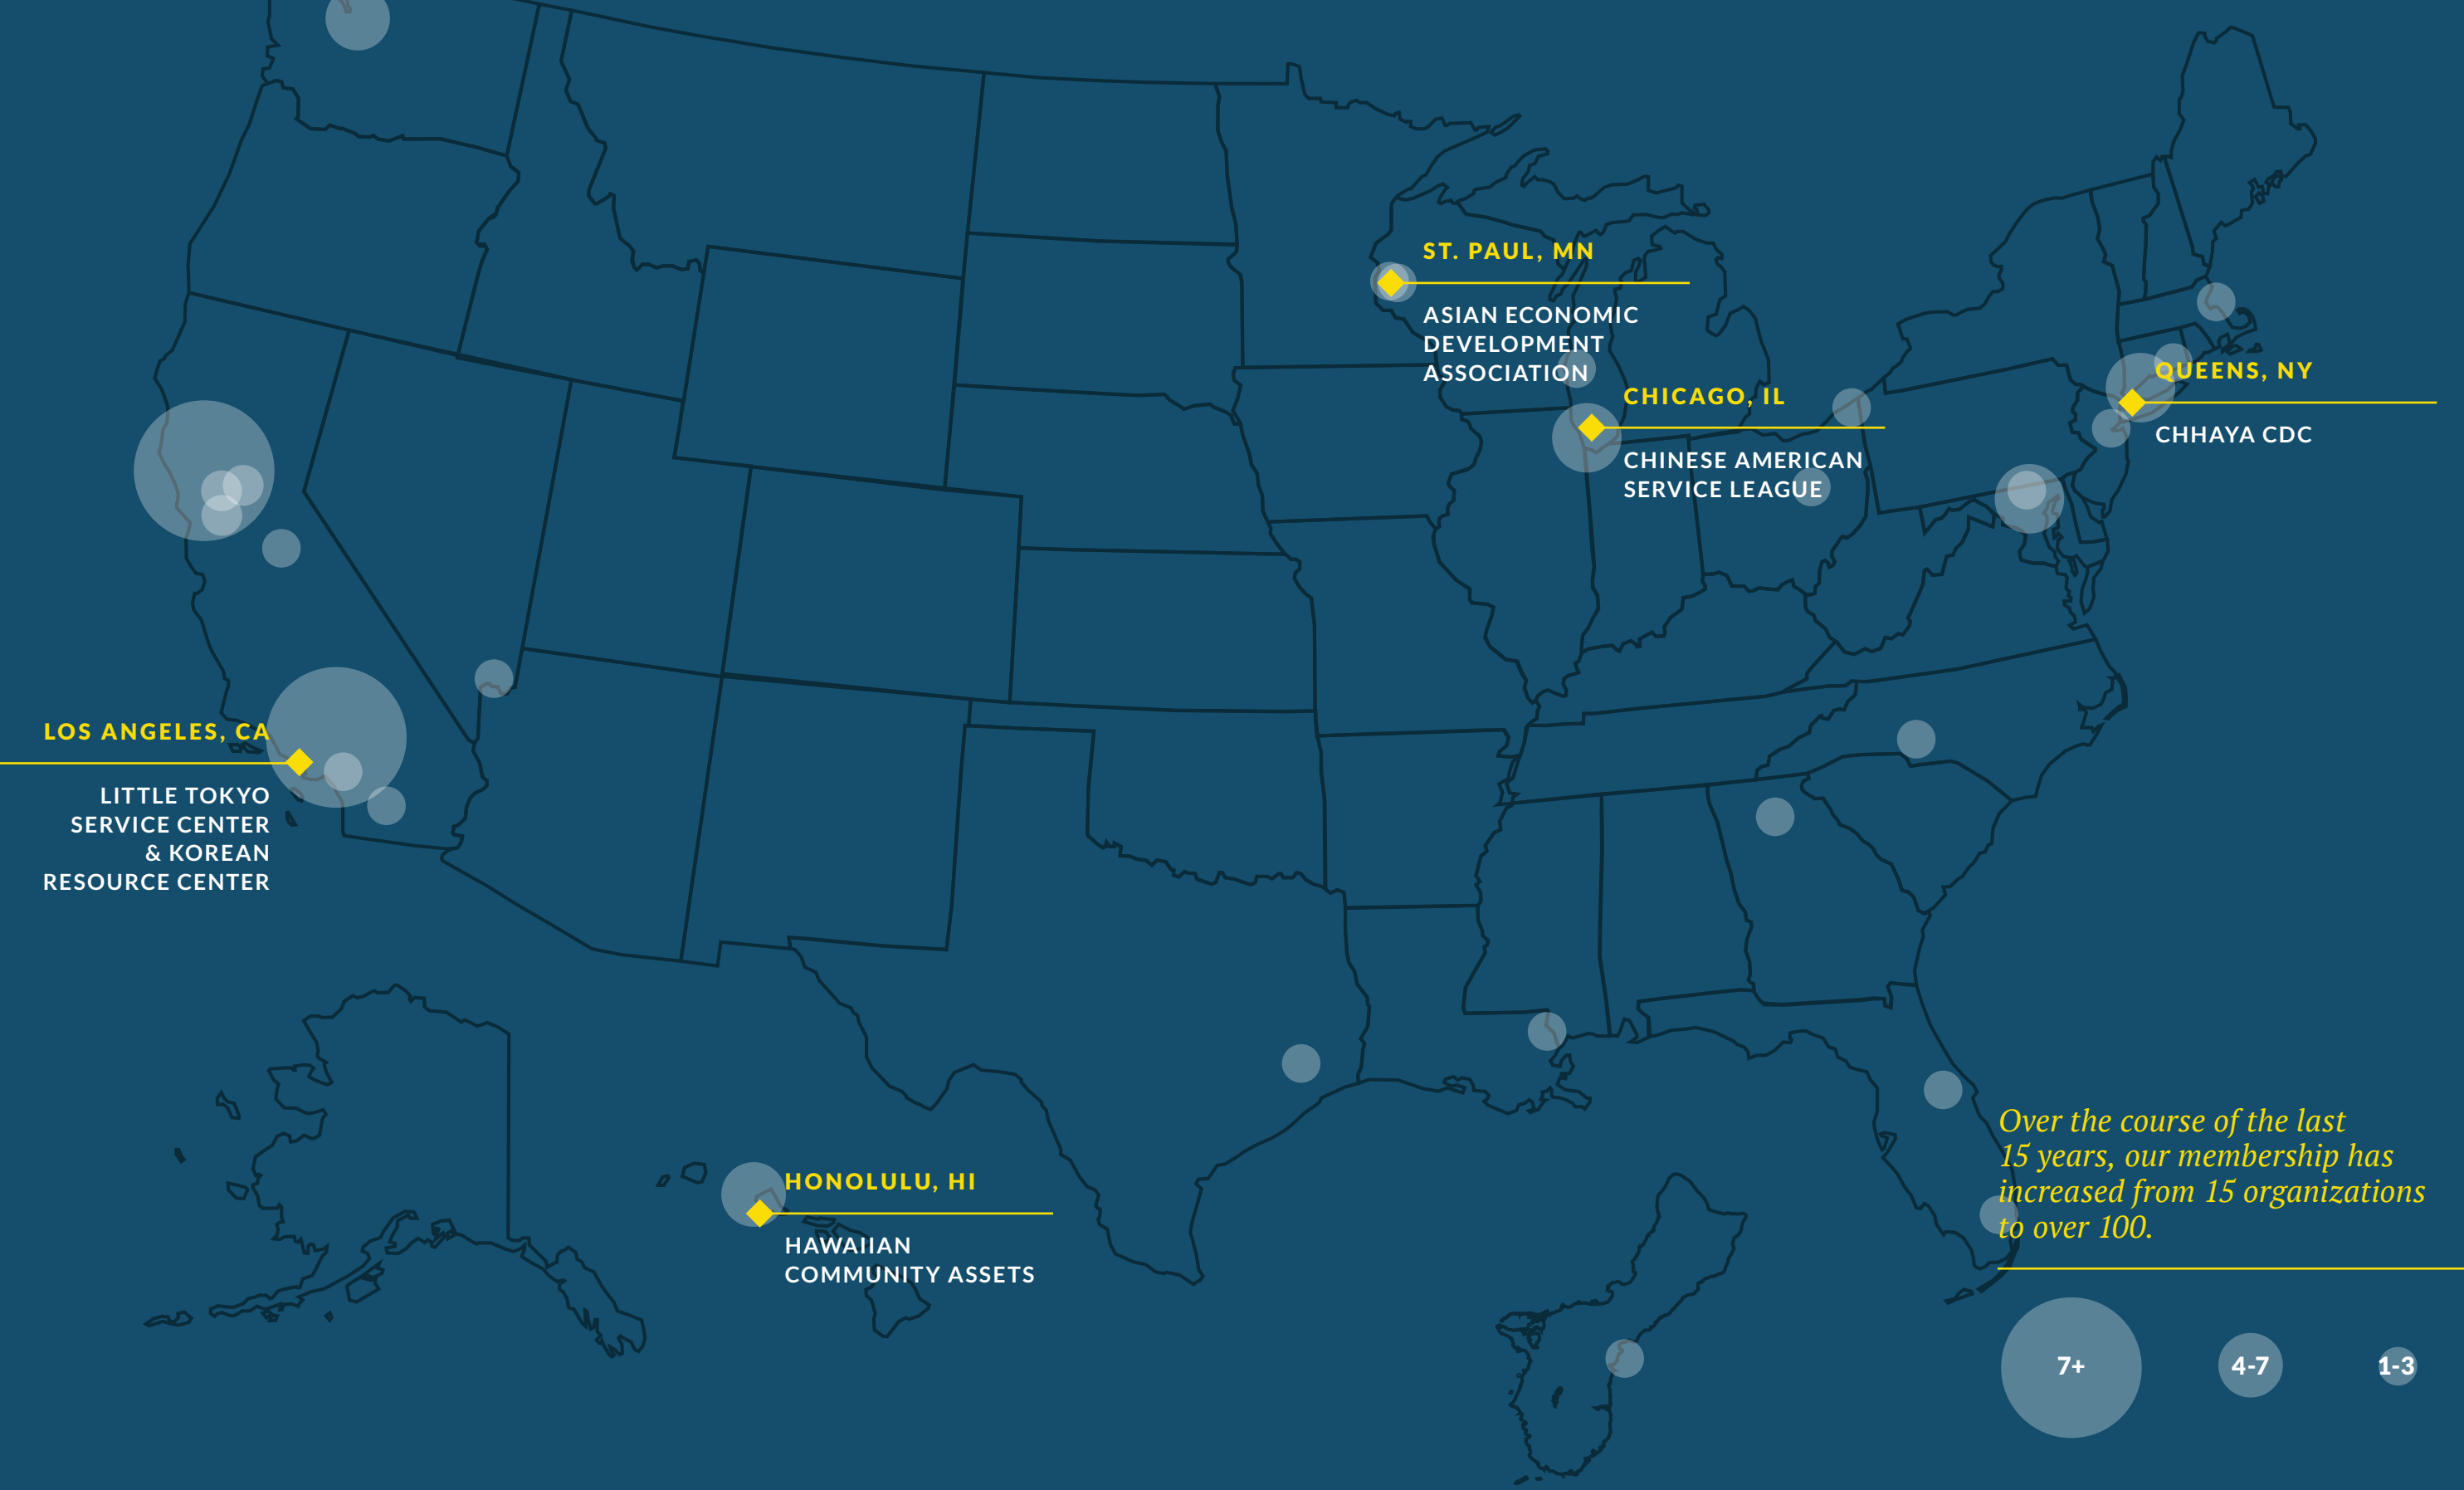 ST. PAUL, MN
ASIAN ECONOMIC
DEVELOPMENT
ASSOCIATION
CHICAGO, IL
CHINESE AMERICAN
SERVICE LEAGUE
QUEENS, NY
CHHAYA CDC
LOS ANGELES, CA
LITTLE TOKYO
SERVICE CENTER
& KOREAN
RESOURCE CENTER
HONOLULU, HI
HAWAIIAN
COMMUNITY ASSETS
Over the course of the last
15 years, our membership has
increased from 15 organizations
to over 100.
7+
4-7
1-3